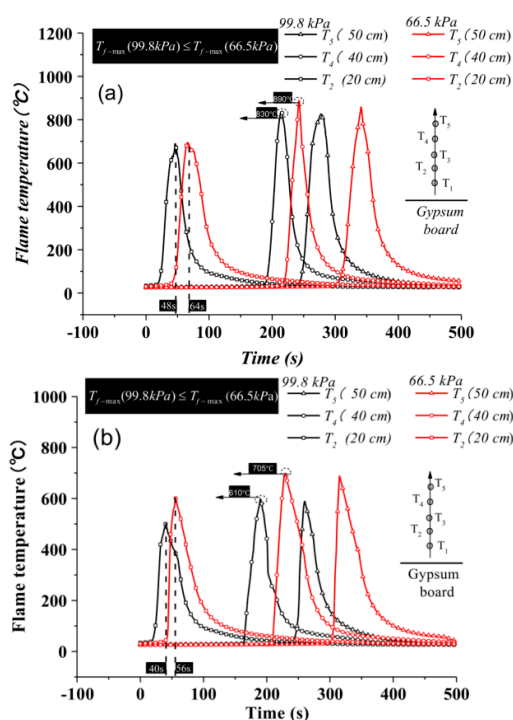 99.8 kPa 66.5 kPa
T5( 50 cm) T5( 50 cm)
T4( 40 cm) T4(40 cm)
T2 (20 cm) T2(20 cm)
Tf-max(99.8kPa) ≤ Tf-max(66.5kPa)
(a)
1200
1000
800
600
400
200
0
Flame temperature(℃)
890℃
830℃
T5
T4
T3
T2
T1
Gypsum
board
48s 64s
-100 0 100 200 300 400 500
Time (s)
99.8 kPa 66.5 kPa
T5( 50 cm) T5(50 cm)
T4( 40 cm) T4(40 cm)
T2 (20 cm) T2(20 cm)
Tf-max(99.8kPa) ≤ Tf-max(66.5kPa)
(b)
1000
800
600
400
200
0
Flame temperature(℃)
705℃
610℃
T5
T4
T3
T2
T1
Gypsum
board
40s 56s
-100 0 100 200 300 400 500
Time (s)